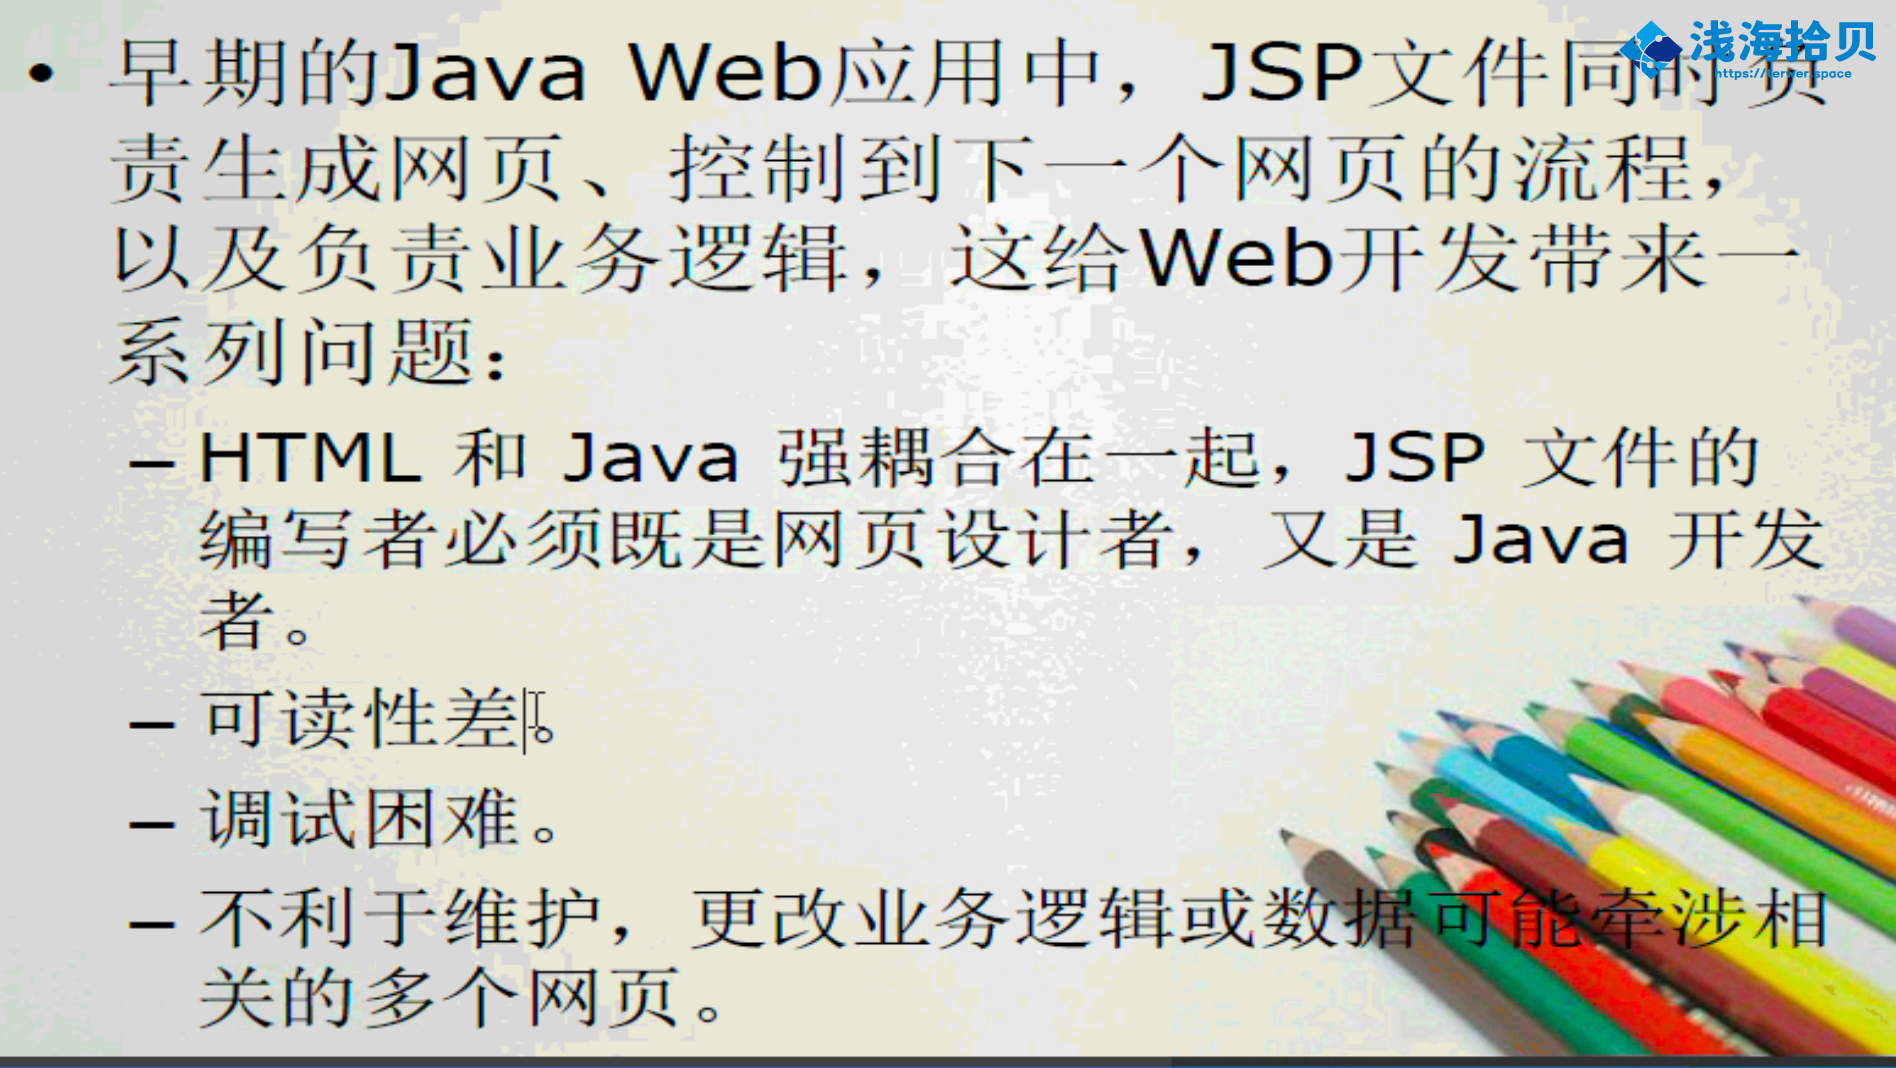 • 早期的Java Web应用中，JSP文件同时负
责生成网页、控制到下一个网页的流程，
以及负责业务逻辑，这给Web开发带来一
系列问题：
– HTML 和 Java 强耦合在一起，JSP 文件的
编写者必须既是网页设计者，又是 Java 开发
者。
– 可读性差。
– 调试困难。
– 不利于维护，更改业务逻辑或数据可能牵涉相
关的多个网页。
浅海拾贝
https://terwer.space